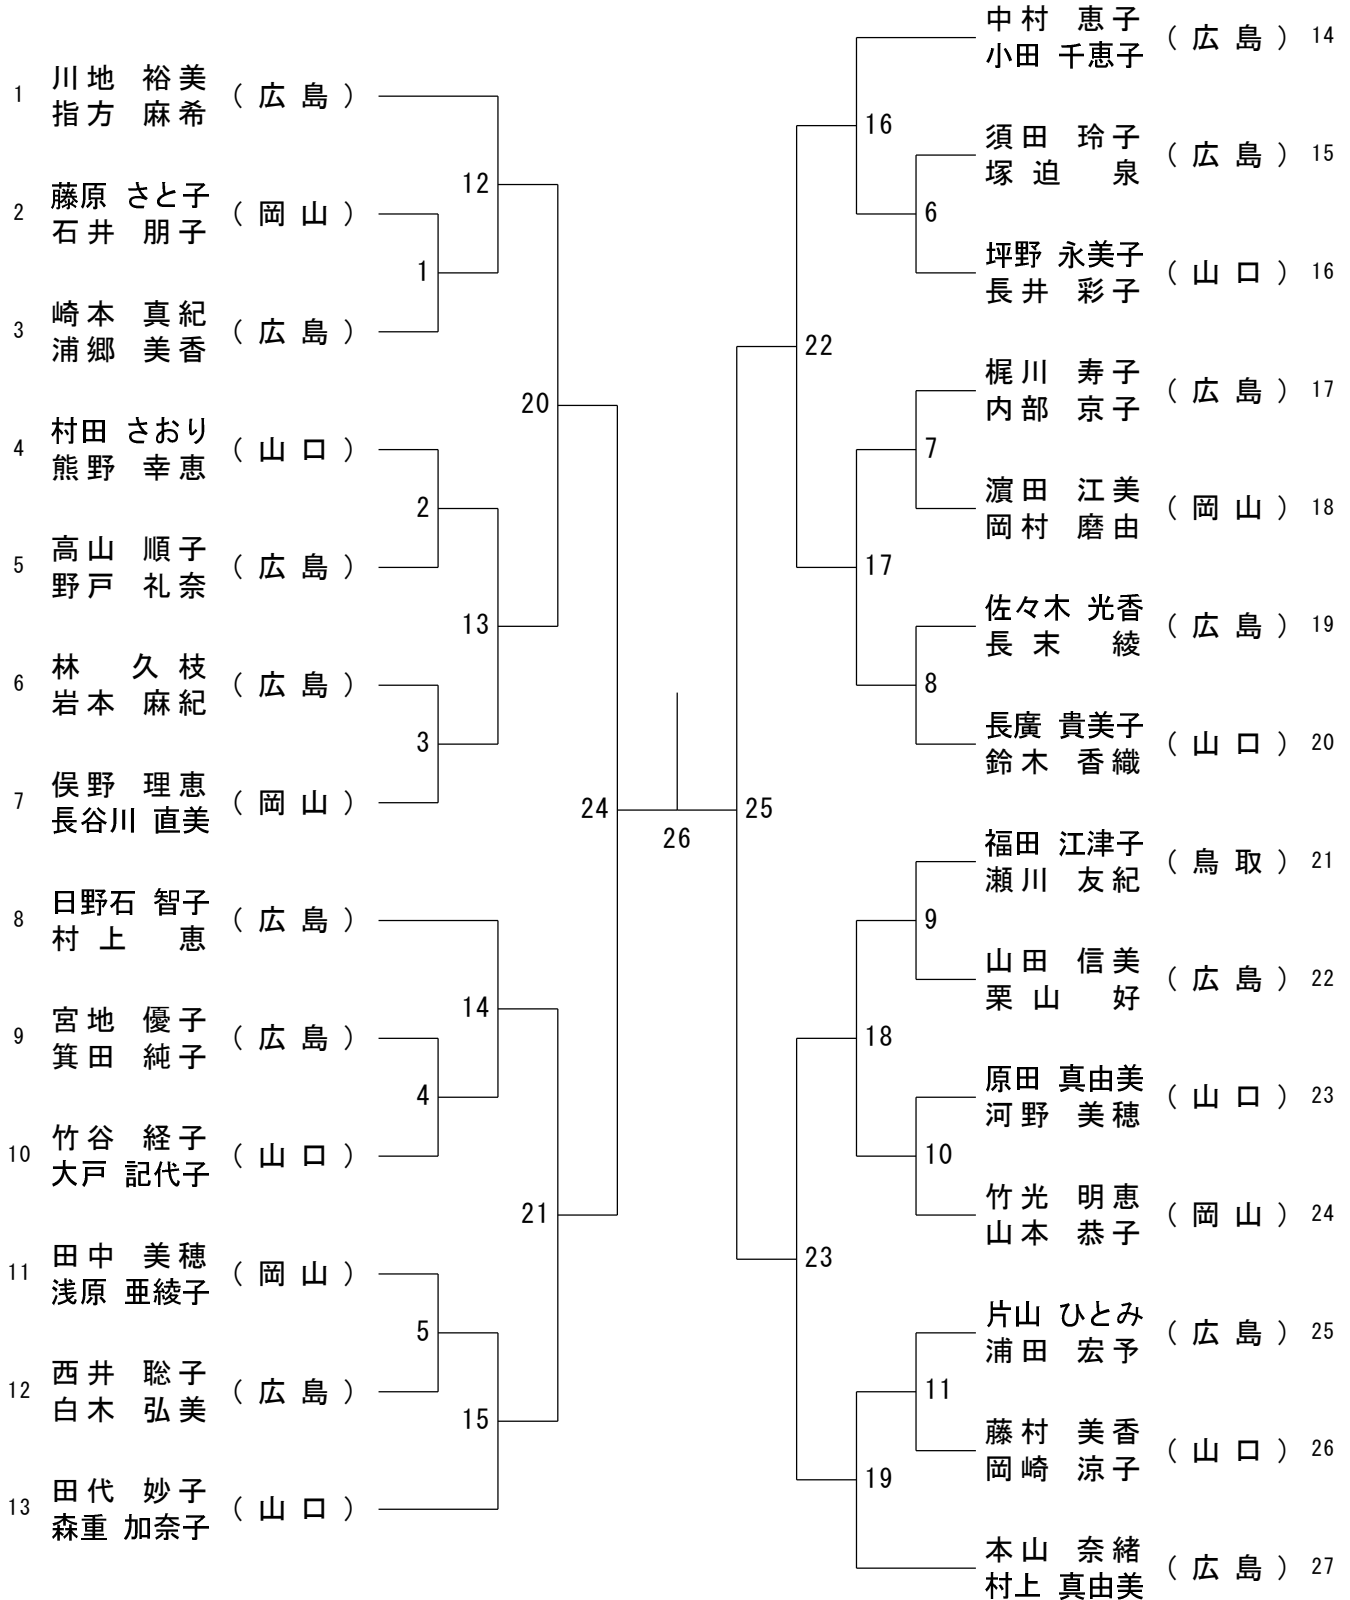 1 川地 裕美 (広島)
指方 麻希
2 藤原 さと子 (岡山)
石井 朋子
3 崎本 真紀 (広島)
浦郷 美香
4 村田 さおり (山口)
熊野 幸恵
5 高山 順子 (広島)
野戸 礼奈
6 林 久枝 (広島)
岩本 麻紀
7 俣野 理恵 (岡山)
長谷川 直美
8 日野石 智子 (広島)
村上 恵
9 宮地 優子 (広島)
箕田 純子
10 竹谷 経子 (山口)
大戸 記代子
11 田中 美穂 (岡山)
浅原 亜綾子
12 西井 聡子 (広島)
白木 弘美
13 田代 妙子 (山口)
森重 加奈子
12
1
20
2
13
3
24
14
4
21
5
15
26
25
16
6
22
7
17
8
9
18
10
23
11
19
中村 恵子 (広島) 14
小田 千恵子
須田 玲子 (広島) 15
塚迫 泉
坪野 永美子 (山口) 16
長井 彩子
梶川 寿子 (広島) 17
内部 京子
濵田 江美 (岡山) 18
岡村 磨由
佐々木 光香 (広島) 19
長末 綾
長廣 貴美子 (山口) 20
鈴木 香織
福田 江津子 (鳥取) 21
瀬川 友紀
山田 信美 (広島) 22
栗山 好
原田 真由美 (山口) 23
河野 美穂
竹光 明恵 (岡山) 24
山本 恭子
片山 ひとみ (広島) 25
浦田 宏予
藤村 美香 (山口) 26
岡崎 涼子
本山 奈緒 (広島) 27
村上 真由美